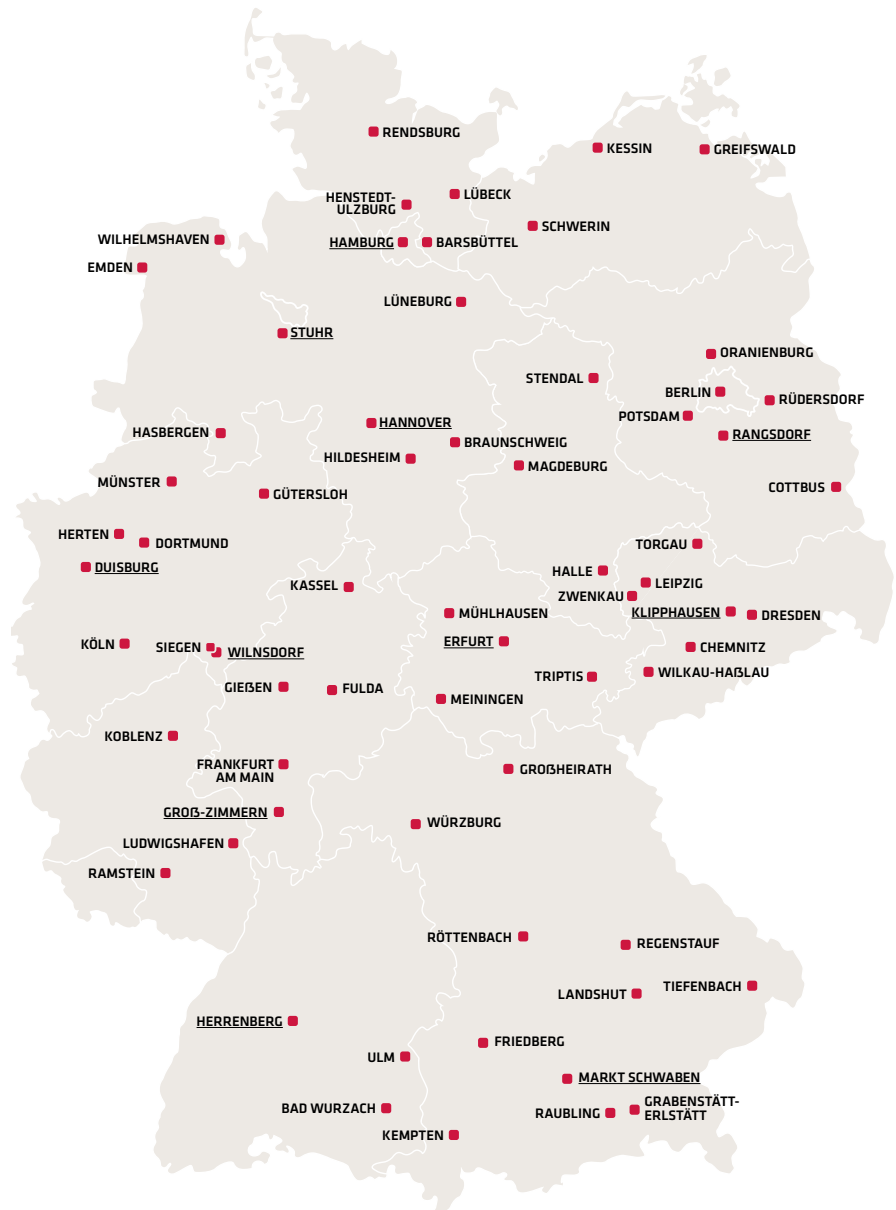 RENDSBURG
KESSIN
GREIFSWALD
HENSTEDT-
ULZBURG
LÜBECK
SCHWERIN
WILHELMSHAVEN
HAMBURG
BARSBÜTTEL
EMDEN
LÜNEBURG
STUHR
ORANIENBURG
STENDAL
BERLIN
RÜDERSDORF
POTSDAM
HANNOVER
HASBERGEN
RANGSDORF
BRAUNSCHWEIG
HILDESHEIM
MAGDEBURG
MÜNSTER
GÜTERSLOH
COTTBUS
HERTEN
DORTMUND
TORGAU
DUISBURG
HALLE
LEIPZIG
KASSEL
ZWENKAU
MÜHLHAUSEN
KLIPPHAUSEN
DRESDEN
KÖLN
SIEGEN
WILNSDORF
ERFURT
CHEMNITZ
WILKAU-HAẞLAU
TRIPTIS
GIEẞEN
FULDA
MEININGEN
KOBLENZ
FRANKFURT
AM MAIN
GROẞHEIRATH
GROẞ-ZIMMERN
WÜRZBURG
LUDWIGSHAFEN
RAMSTEIN
RÖTTENBACH
REGENSTAUF
TIEFENBACH
LANDSHUT
HERRENBERG
FRIEDBERG
ULM
MARKT SCHWABEN
BAD WURZACH
GRABENSTÄTT-
ERLSTÄTT
RAUBLING
KEMPTEN